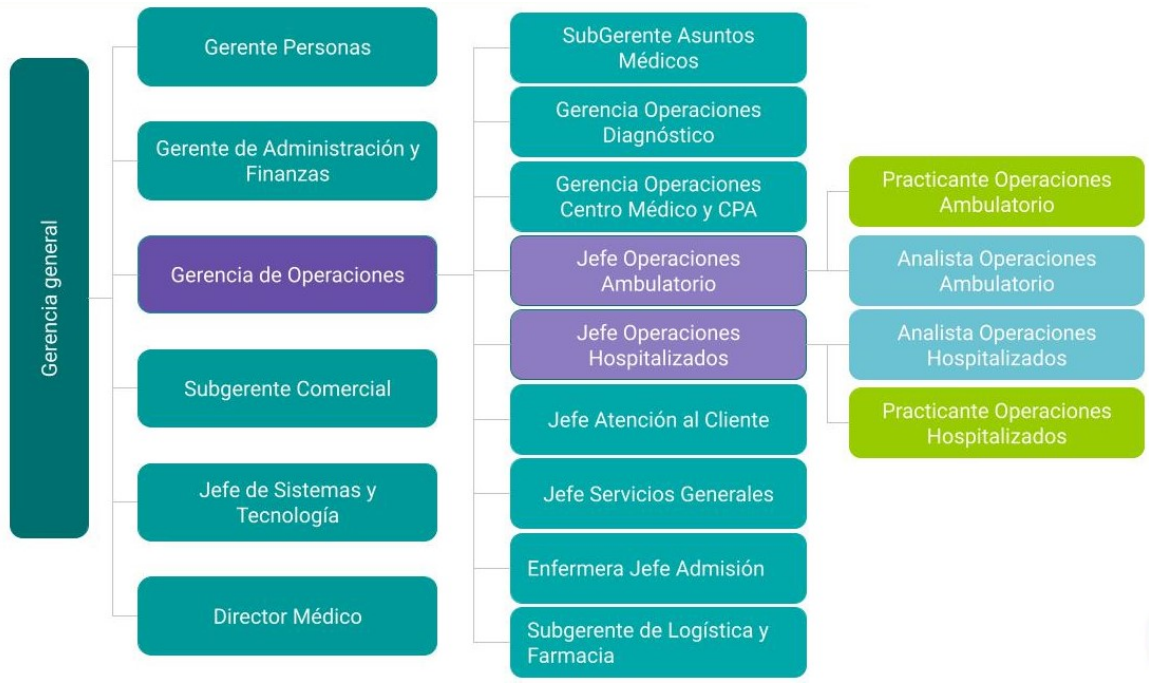 Gerencia general
Gerente Personas
Gerente de Administración y
Finanzas
Gerencia de Operaciones
Subgerente Comercial
Jefe de Sistemas y
Tecnología
Director Médico
SubGerente Asuntos
Médicos
Gerencia Operaciones
Diagnóstico
Gerencia Operaciones
Centro Médico y CPA
Jefe Operaciones
Ambulatorio
Jefe Operaciones
Hospitalizados
Jefe Atención al Cliente
Jefe Servicios Generales
Enfermera Jefe Admisión
Subgerente de Logística y
Farmacia
Practicante Operaciones
Ambulatorio
Analista Operaciones
Ambulatorio
Analista Operaciones
Hospitalizados
Practicante Operaciones
Hospitalizados